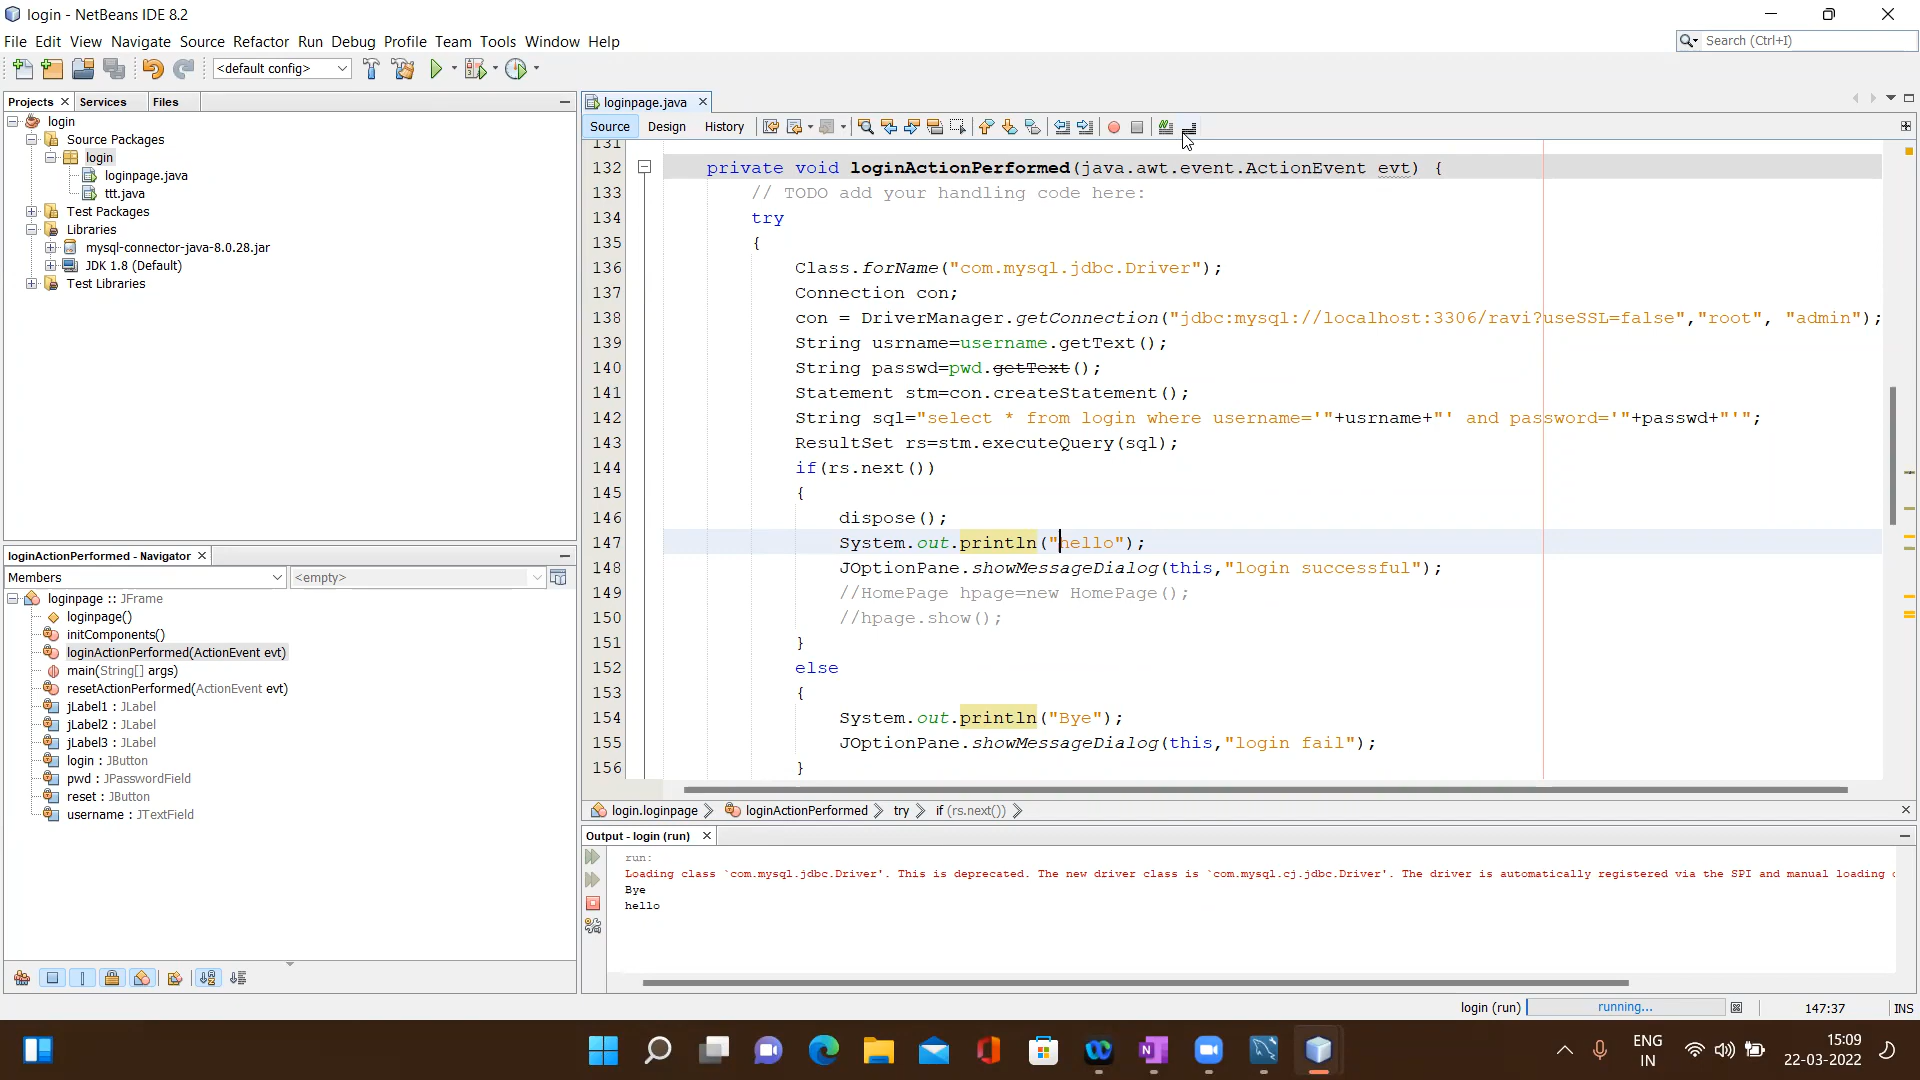 login - NetBeans IDE 8.2
File Edit View Navigate Source Refactor Run Debug Profile Team Tools Window Help
Search (Ctrl+I)
<default config>
Projects Services Files
login
Source Packages
login
loginpage.java
ttt.java
Test Packages
Libraries
mysql-connector-java-8.0.28.jar
JDK 1.8 (Default)
Test Libraries
loginActionPerformed - Navigator
Members
<empty>
loginpage :: JFrame
loginpage()
initComponents()
loginActionPerformed(ActionEvent evt)
main(String[] args)
resetActionPerformed(ActionEvent evt)
jLabel1 : JLabel
jLabel2 : JLabel
jLabel3 : JLabel
login : JButton
pwd : JPasswordField
reset : JButton
username : JTextField
loginpage.java
Source Design History
131
132 private void loginActionPerformed(java.awt.event.ActionEvent evt) {
133 // TODO add your handling code here:
134 try
135 {
136 Class.forName("com.mysql.jdbc.Driver");
137 Connection con;
138 con = DriverManager.getConnection("jdbc:mysql://localhost:3306/ravi?useSSL=false","root", "admin");
139 String usrname=username.getText();
140 String passwd=pwd.getText();
141 Statement stm=con.createStatement();
142 String sql="select * from login where username='"+usrname+"' and password='"+passwd+"'";
143 ResultSet rs=stm.executeQuery(sql);
144 if(rs.next())
145 {
146 dispose();
147 System.out.println("hello");
148 JOptionPane.showMessageDialog(this,"login successful");
149 //HomePage hpage=new HomePage();
150 //hpage.show();
151 }
152 else
153 {
154 System.out.println("Bye");
155 JOptionPane.showMessageDialog(this,"login fail");
156 }
login.loginpage loginActionPerformed try if (rs.next())
Output - login (run)
run:
Loading class `com.mysql.jdbc.Driver'. This is deprecated. The new driver class is `com.mysql.cj.jdbc.Driver'. The driver is automatically registered via the SPI and manual loading
Bye
hello
login (run) running... 147:37 INS
ENG
IN
15:09
22-03-2022